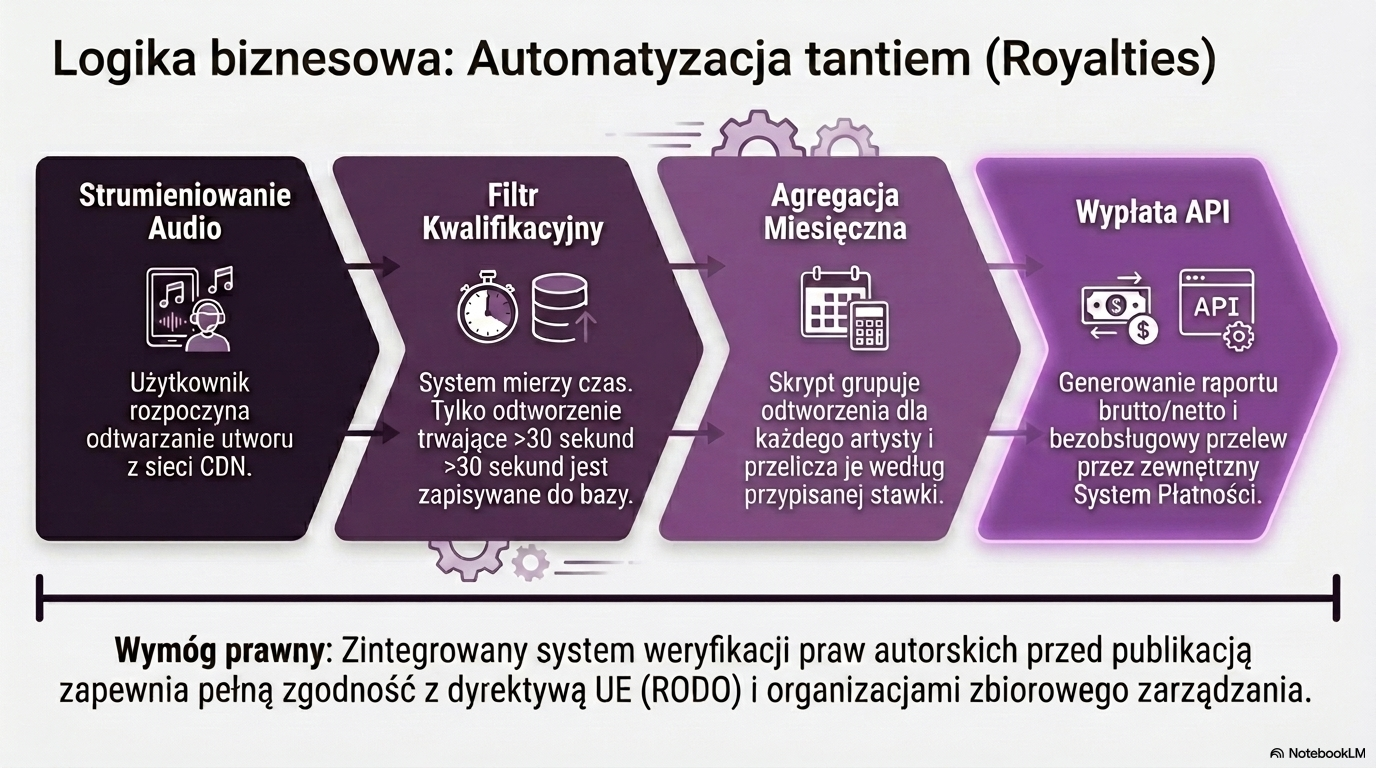 Logika biznesowa: Automatyzacja tantiem (Royalties)
Strumieniowanie
Audio
Użytkownik
rozpoczyna
odtwarzanie utworu
z sieci CDN.
Filtr
Kwalifikacyjny
System mierzy czas.
Tylko odtworzenie
trwające >30 sekund
>30 sekund jest
zapisywane do bazy.
Agregacja
Miesięczna
Skrypt grupuje
odtworzenia dla
każdego artysty i
przelicza je według
przypisanej stawki.
Wypłata API
$
$
API
Generowanie raportu
brutto/netto i
bezobsługowy przelew
przez zewnętrzny
System Płatności.
Wymóg prawny: Zintegrowany system weryfikacji praw autorskich przed publikacją
zapewnia pełną zgodność z dyrektywą UE (RODO) i organizacjami zbiorowego zarządzania.
NotebookLM